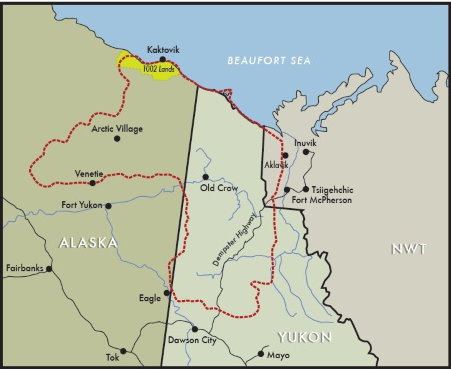 Kaktovik
BEAUFORT SEA
1002 Lands
Arctic Village
Inuvik
Aklavik
Venetie
Old Crow
Tsiigehchic
Fort McPherson
Fort Yukon
Dempster Highway
ALASKA
NWT
Fairbanks
Eagle
Dawson City
YUKON
Tok
Mayo